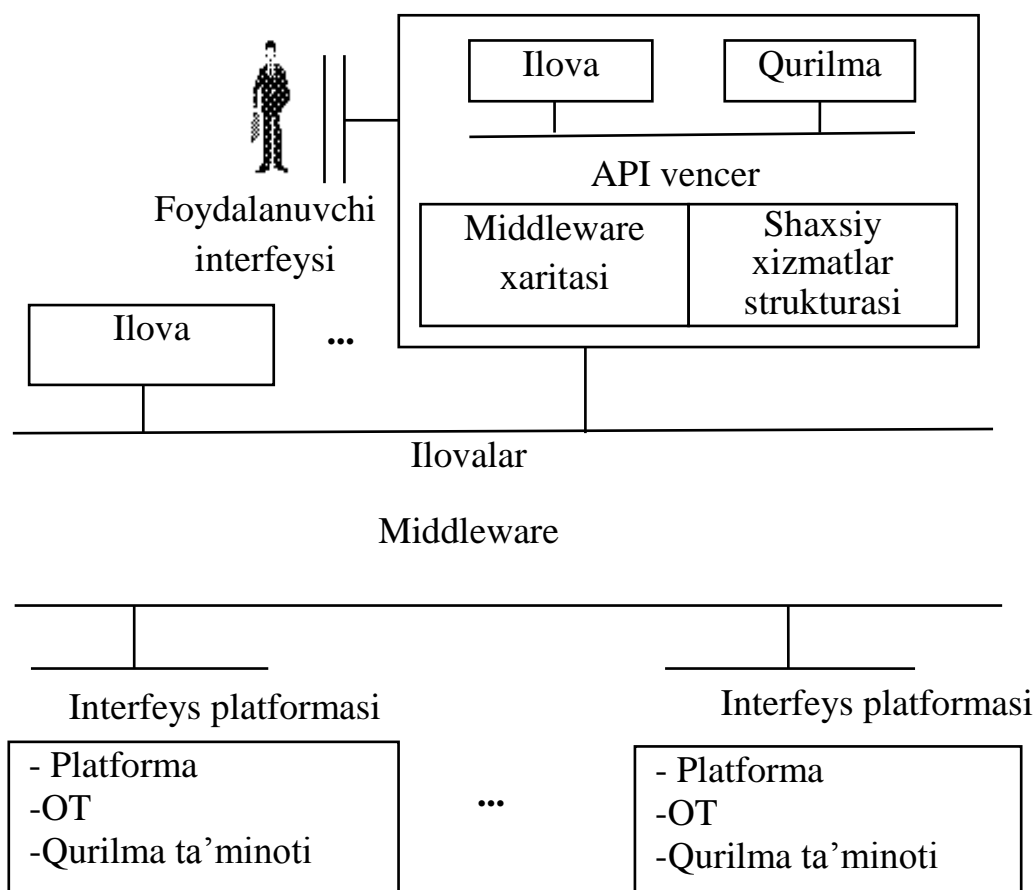 Ilova
Qurilma
API vencer
Foydalanuvchi
interfeysi
Middleware
xaritasi
Shaxsiy
xizmatlar
strukturasi
Ilova
...
Ilovalar
Middleware
Interfeys platformasi
Interfeys platformasi
- Platforma
-OT
-Qurilma ta’minoti
...
- Platforma
-OT
-Qurilma ta’minoti